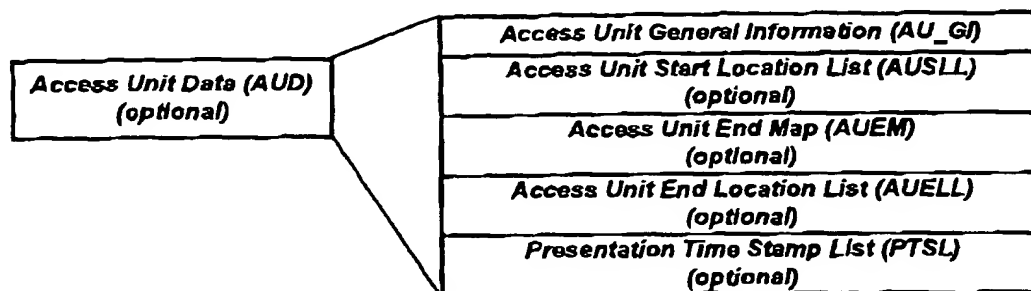 Access Unit Data (AUD)
(optional)
Access Unit General Information (AU_GI)
Access Unit Start Location List (AUSLL)
(optional)
Access Unit End Map (AUEM)
(optional)
Access Unit End Location List (AUELL)
(optional)
Presentation Time Stamp List (PTSL)
(optional)